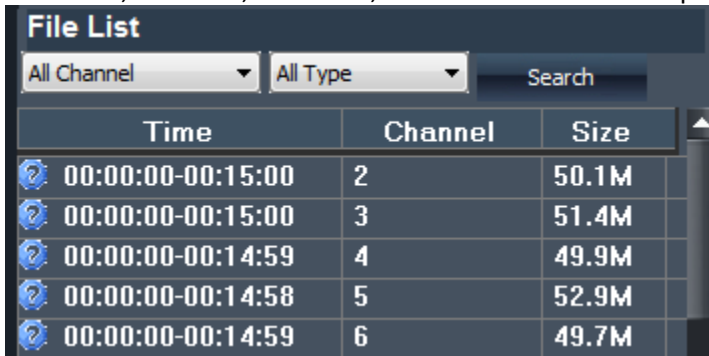 File List
All Channel All Type Search
Time Channel Size
00:00:00-00:15:00 2 50.1M
00:00:00-00:15:00 3 51.4M
00:00:00-00:14:59 4 49.9M
00:00:00-00:14:58 5 52.9M
00:00:00-00:14:59 6 49.7M